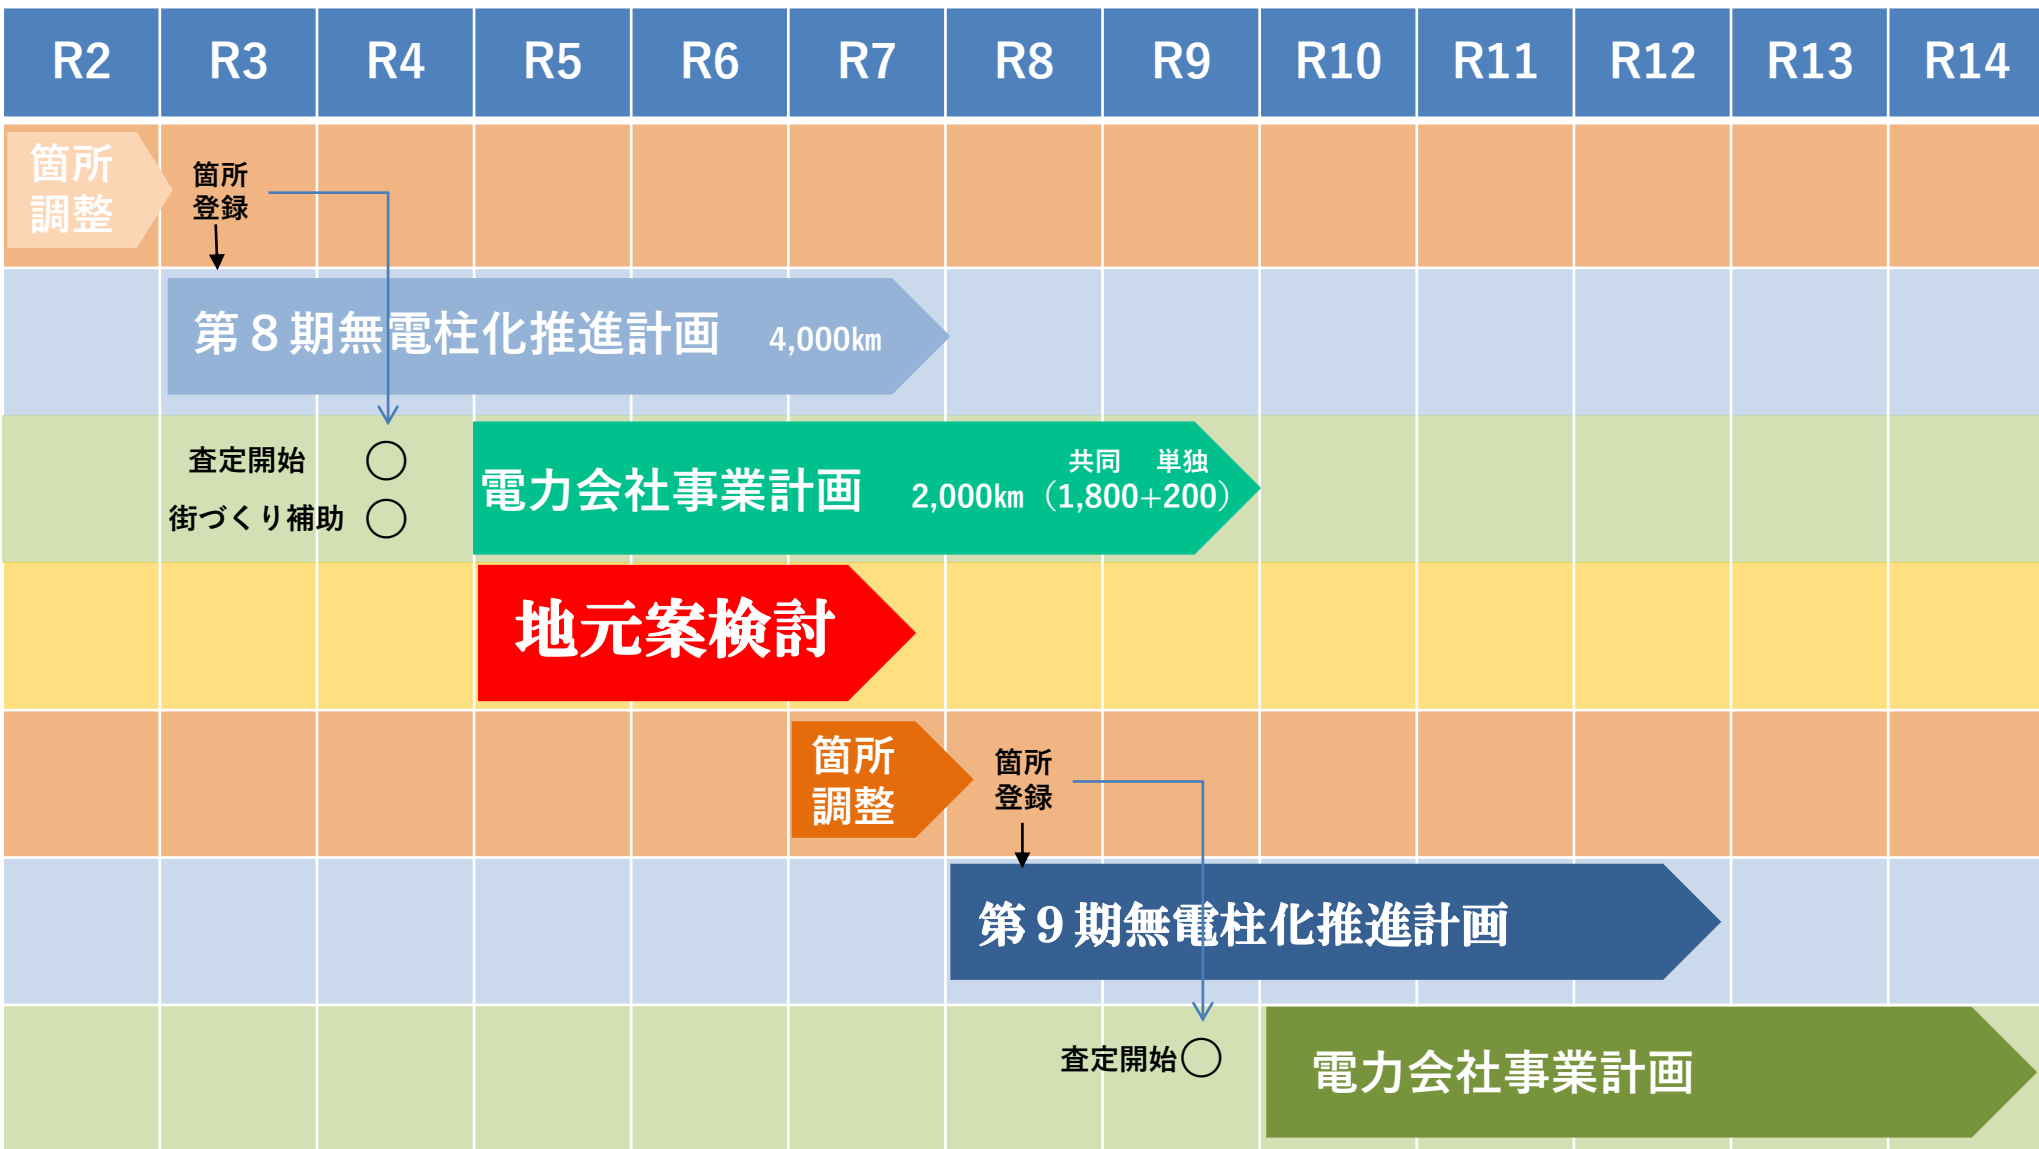 R2 R3 R4 R5 R6 R7 R8 R9 R10 R11 R12 R13 R14
箇所
調整
箇所
登録
第８期無電柱化推進計画 4,000㎞
査定開始
街づくり補助
共同 単独
電力会社事業計画 2,000㎞（1,800+200）
地元案検討
箇所
調整
箇所
登録
第９期無電柱化推進計画
査定開始
電力会社事業計画